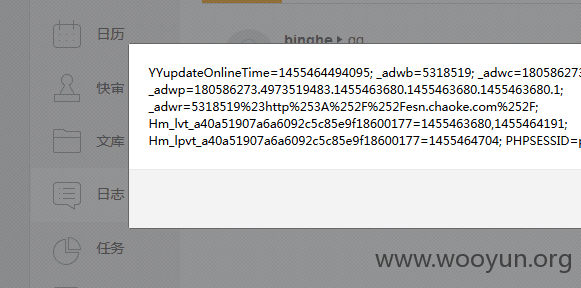 日历
快审
文库
日志
任务
binghe qq
YYupdateOnlineTime=1455464494095; _adwb=5318519; _adwc=180586273
_adwp=180586273.4973519483.1455463680.1455463680.1455463680.1;
_adwr=5318519%23http%253A%252F%252Fesn.chaoke.com%252F;
Hm_lvt_a40a51907a6a6092c5c85e9f18600177=1455463680,1455464191;
Hm_lpvt_a40a51907a6a6092c5c85e9f18600177=1455464704; PHPSESSID=p
www.wooyun.org